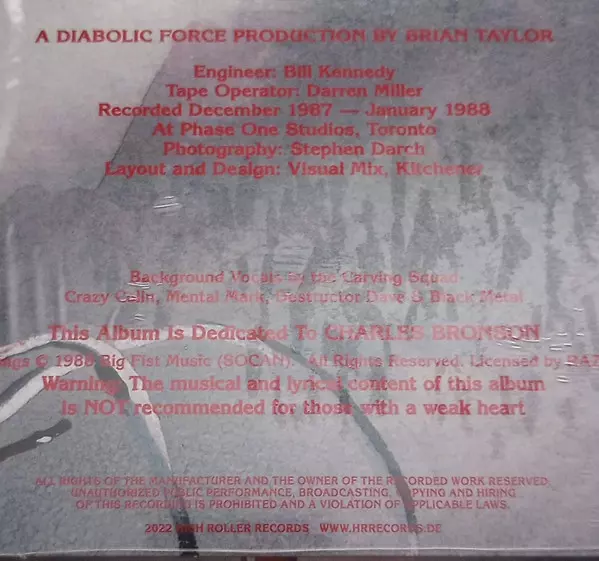 A DIABOLIC FORCE PRODUCTION BY BRIAN TAYLOR
Engineer: Bill Kennedy
Tape Operator: Darren Miller
Recorded December 1987 — January 1988
At Phase One Studios, Toronto
Photography: Stephen Darch
Layout and Design: Visual Mix, Kitchener
Background Vocals by the Carving Squad
Crazy Colin, Mental Mark, Destructor Dave & Black Metal
This Album Is Dedicated To CHARLES BRONSON
ngs © 1988 Big Fist Music (SOCAN). All Rights Reserved. Licensed by RAZ
Warning: The musical and lyrical content of this album
is NOT recommended for those with a weak heart
ALL RIGHTS OF THE MANUFACTURER AND THE OWNER OF THE RECORDED WORK RESERVED.
UNAUTHORIZED PUBLIC PERFORMANCE, BROADCASTING, COPYING AND HIRING
OF THIS RECORDING IS PROHIBITED AND A VIOLATION OF APPLICABLE LAWS.
2022 HIGH ROLLER RECORDS WWW.HRRECORDS.DE